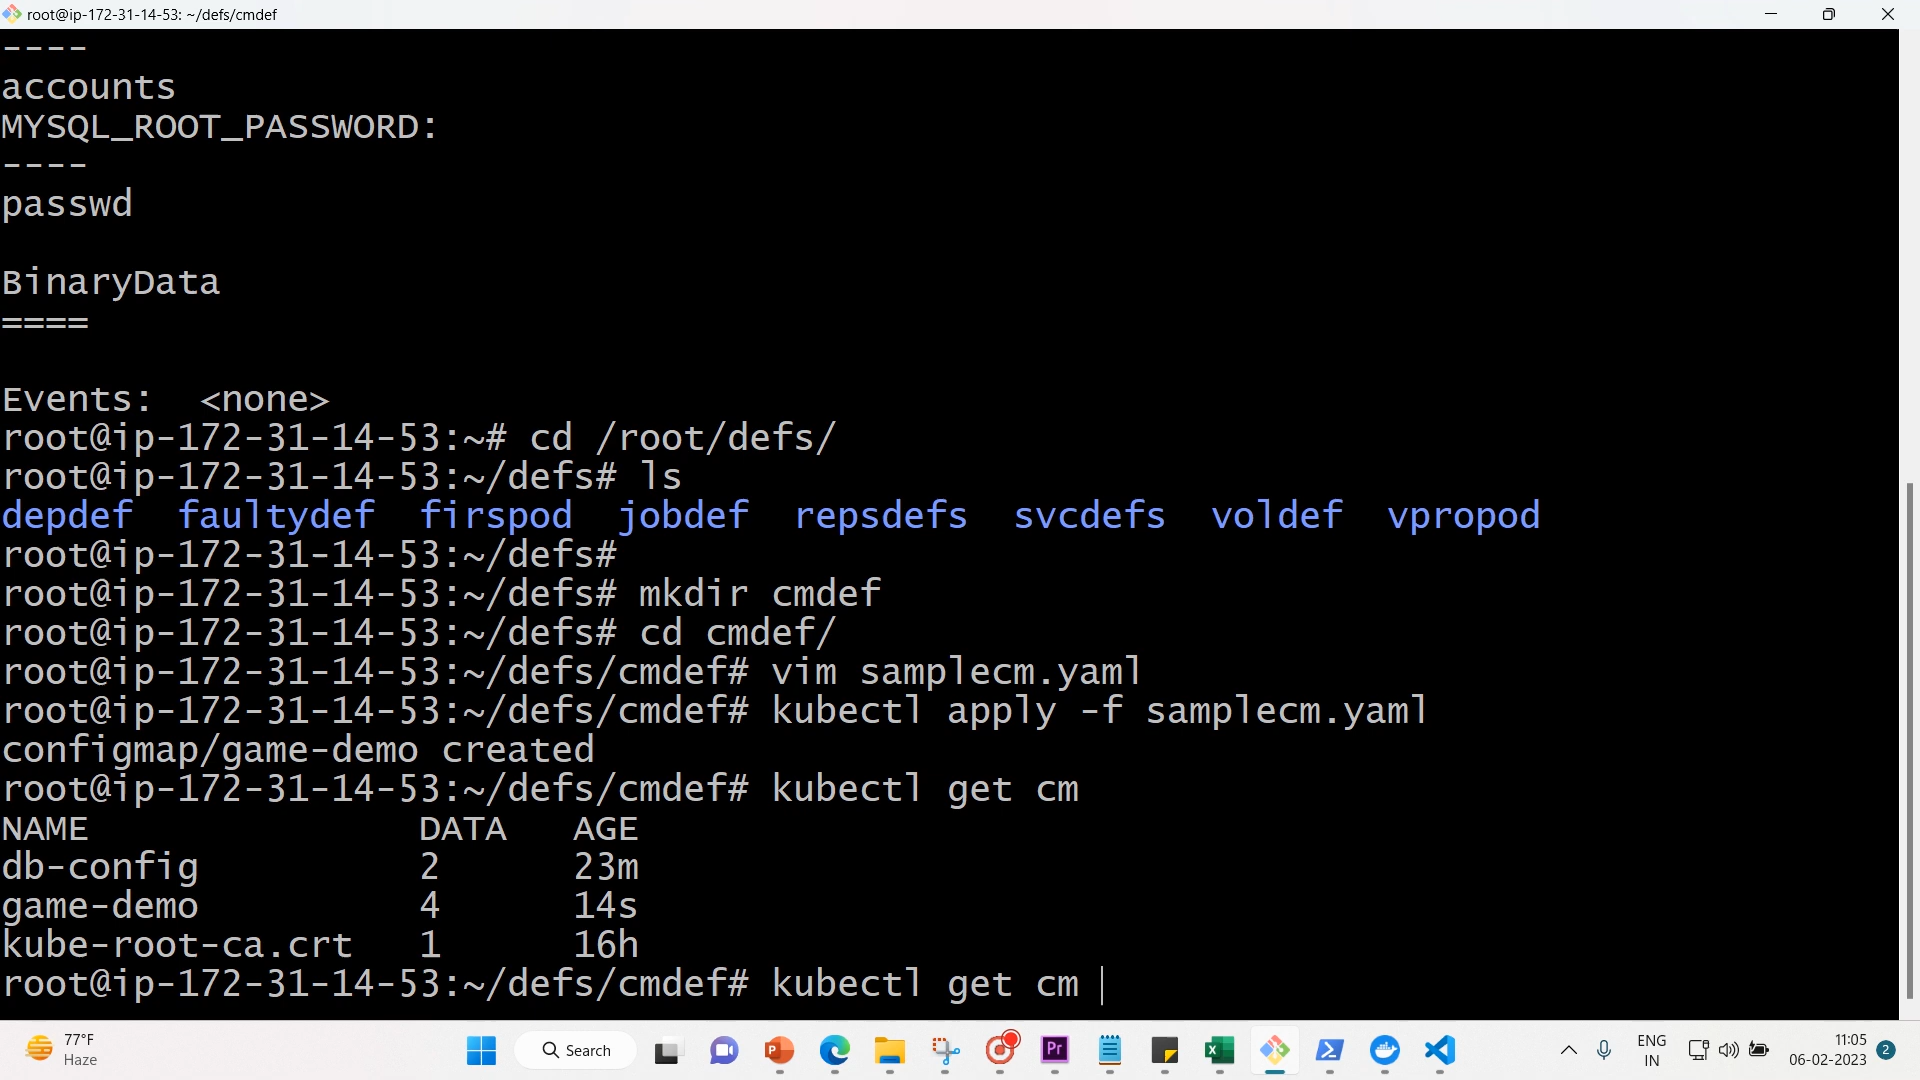 root@ip-172-31-14-53: ~/defs/cmdef
----
accounts
MYSQL_ROOT_PASSWORD:
----
passwd
BinaryData
====
Events:  <none>
root@ip-172-31-14-53:~# cd /root/defs/
root@ip-172-31-14-53:~/defs# ls
depdef  faultydef  firspod  jobdef  repsdefs  svcdefs  voldef  vpropod
root@ip-172-31-14-53:~/defs#
root@ip-172-31-14-53:~/defs# mkdir cmdef
root@ip-172-31-14-53:~/defs# cd cmdef/
root@ip-172-31-14-53:~/defs/cmdef# vim samplecm.yaml
root@ip-172-31-14-53:~/defs/cmdef# kubectl apply -f samplecm.yaml
configmap/game-demo created
root@ip-172-31-14-53:~/defs/cmdef# kubectl get cm
NAME               DATA   AGE
db-config          2      23m
game-demo          4      14s
kube-root-ca.crt   1      16h
root@ip-172-31-14-53:~/defs/cmdef# kubectl get cm
77°F
Haze
Search
P
Pr
X
ENG
IN
11:05
06-02-2023
2